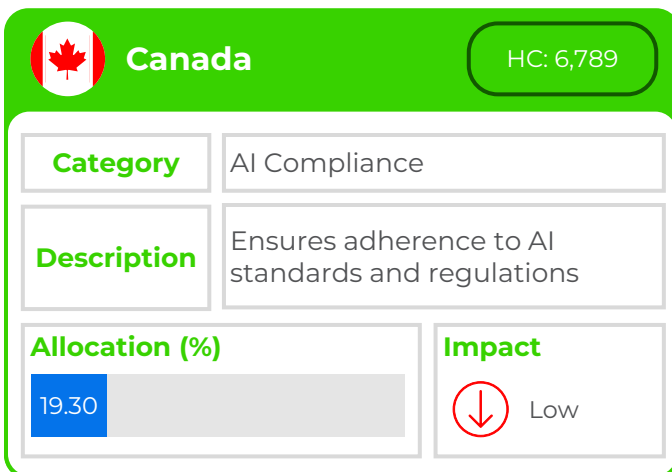 Canada
HC: 6,789
Category
AI Compliance
Description
Ensures adherence to AI
standards and regulations
Allocation (%)
19.30
Impact
Low